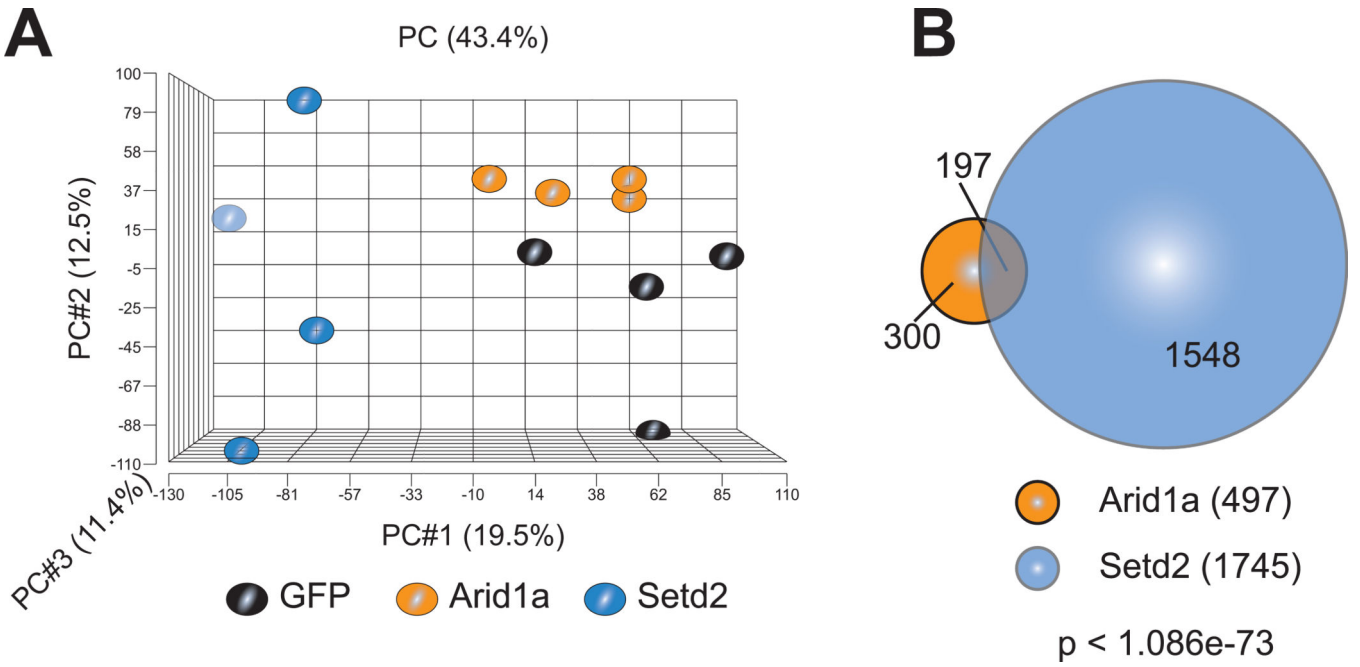 A
PC (43.4%)
100
79
58
37
15
-5
-25
-45
-67
-88
-110
PC#2 (12.5%)
-130 -105 -81 -57 -33 -10 14 38 62 85 110
PC#3 (11.4%)
PC#1 (19.5%)
GFP Arid1a Setd2
B
197
300
1548
Arid1a (497)
Setd2 (1745)
p < 1.086e-73